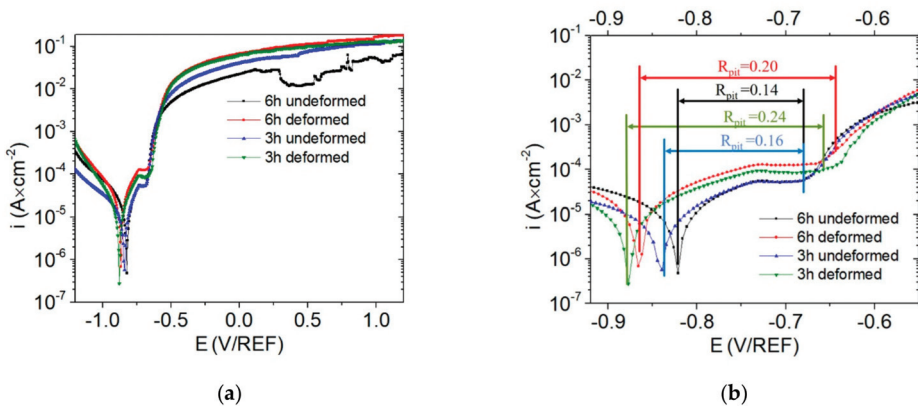 -0.9 -0.8 -0.7 -0.6
10⁻¹
10⁻²
10⁻³
10⁻⁴
10⁻⁵
10⁻⁶
10⁻⁷
i (A×cm⁻²)
6h undeformed
6h deformed
3h undeformed
3h deformed
-1.0 -0.5 0.0 0.5 1.0
E (V/REF)
(a)
10⁻¹
10⁻²
10⁻³
10⁻⁴
10⁻⁵
10⁻⁶
10⁻⁷
i (A×cm⁻²)
Rpit=0.20
Rpit=0.14
Rpit=0.24
Rpit=0.16
6h undeformed
6h deformed
3h undeformed
3h deformed
-0.9 -0.8 -0.7 -0.6
E (V/REF)
(b)